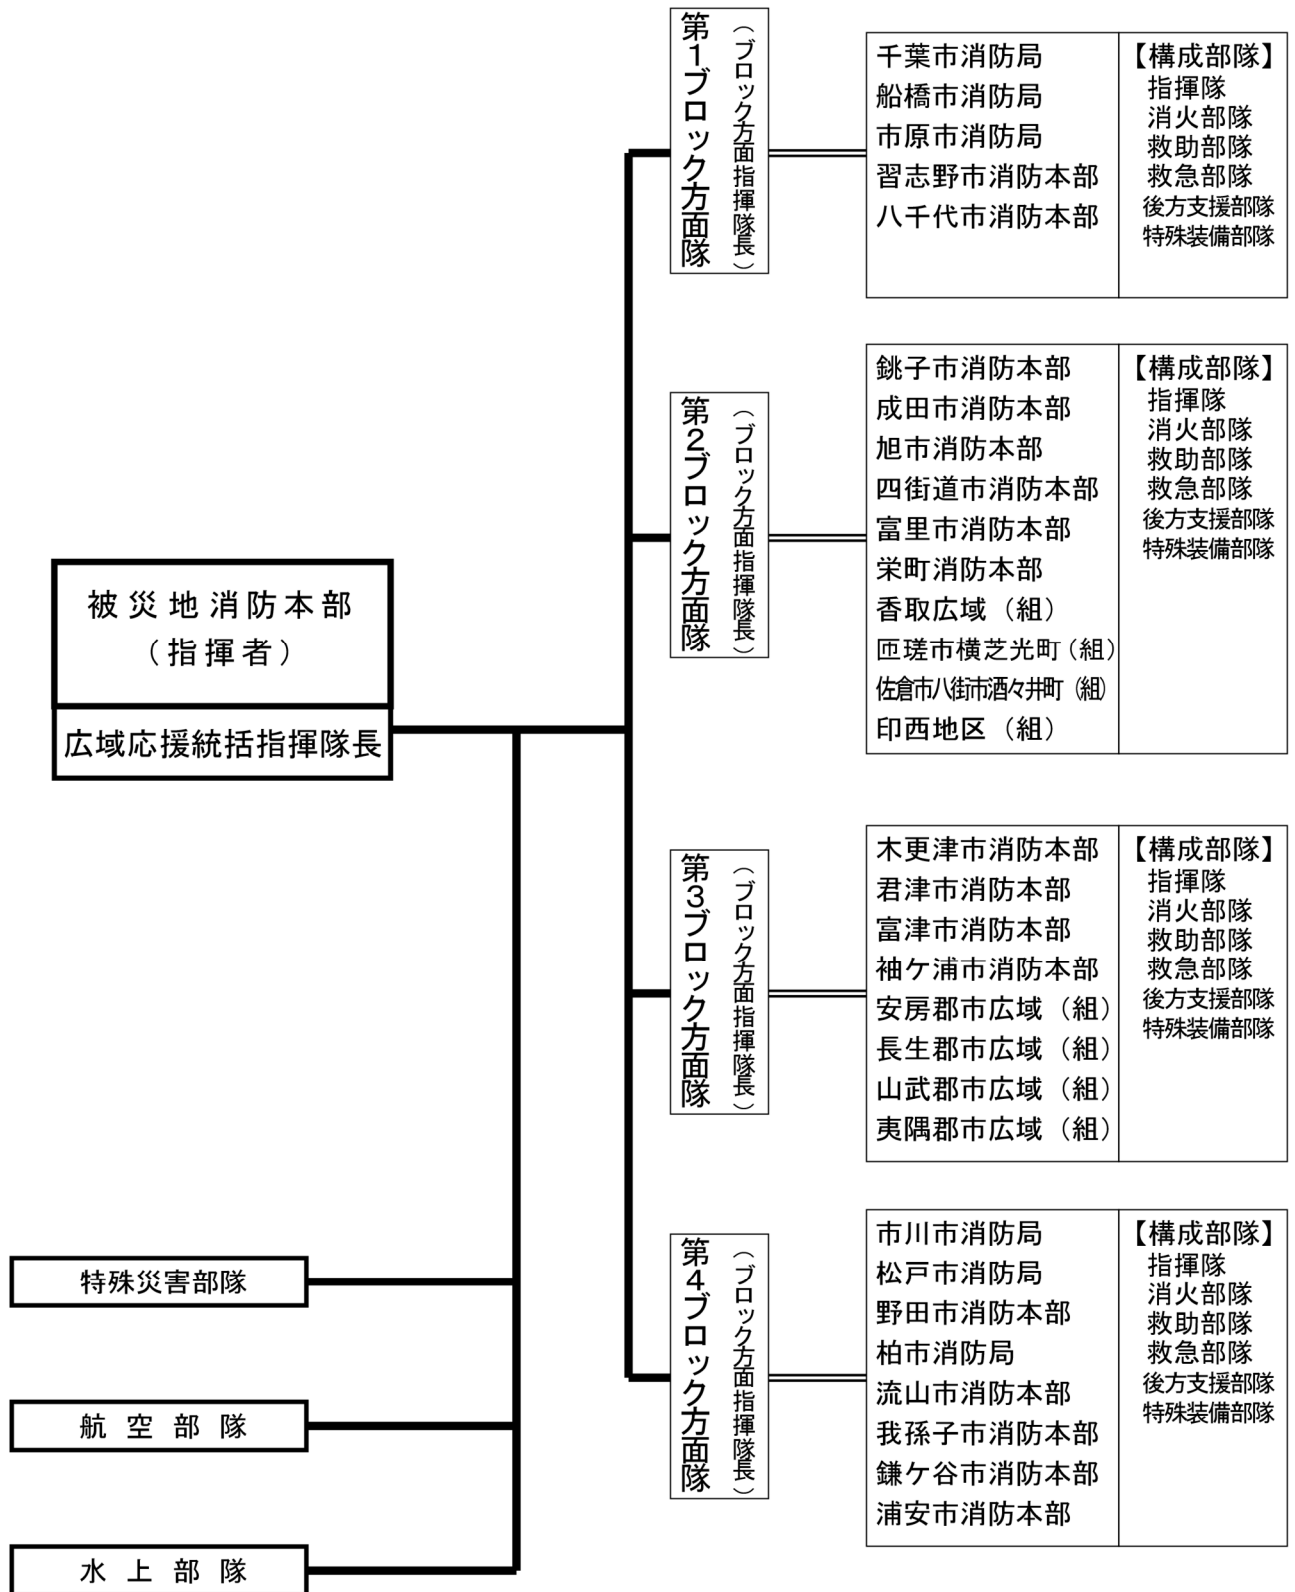 被災地消防本部
（指揮者）
広域応援統括指揮隊長
特殊災害部隊
航空部隊
水上部隊
第1ブロック方面隊
（ブロック方面指揮隊長）
千葉市消防局
船橋市消防局
市原市消防局
習志野市消防本部
八千代市消防本部
【構成部隊】
指揮隊
消火部隊
救助部隊
救急部隊
後方支援部隊
特殊装備部隊
第2ブロック方面隊
（ブロック方面指揮隊長）
銚子市消防本部
成田市消防本部
旭市消防本部
四街道市消防本部
富里市消防本部
栄町消防本部
香取広域（組）
匝瑳市横芝光町（組）
佐倉市八街市酒々井町（組）
印西地区（組）
【構成部隊】
指揮隊
消火部隊
救助部隊
救急部隊
後方支援部隊
特殊装備部隊
第3ブロック方面隊
（ブロック方面指揮隊長）
木更津市消防本部
君津市消防本部
富津市消防本部
袖ケ浦市消防本部
安房郡市広域（組）
長生郡市広域（組）
山武郡市広域（組）
夷隅郡市広域（組）
【構成部隊】
指揮隊
消火部隊
救助部隊
救急部隊
後方支援部隊
特殊装備部隊
第4ブロック方面隊
（ブロック方面指揮隊長）
市川市消防局
松戸市消防局
野田市消防本部
柏市消防局
流山市消防本部
我孫子市消防本部
鎌ケ谷市消防本部
浦安市消防本部
【構成部隊】
指揮隊
消火部隊
救助部隊
救急部隊
後方支援部隊
特殊装備部隊